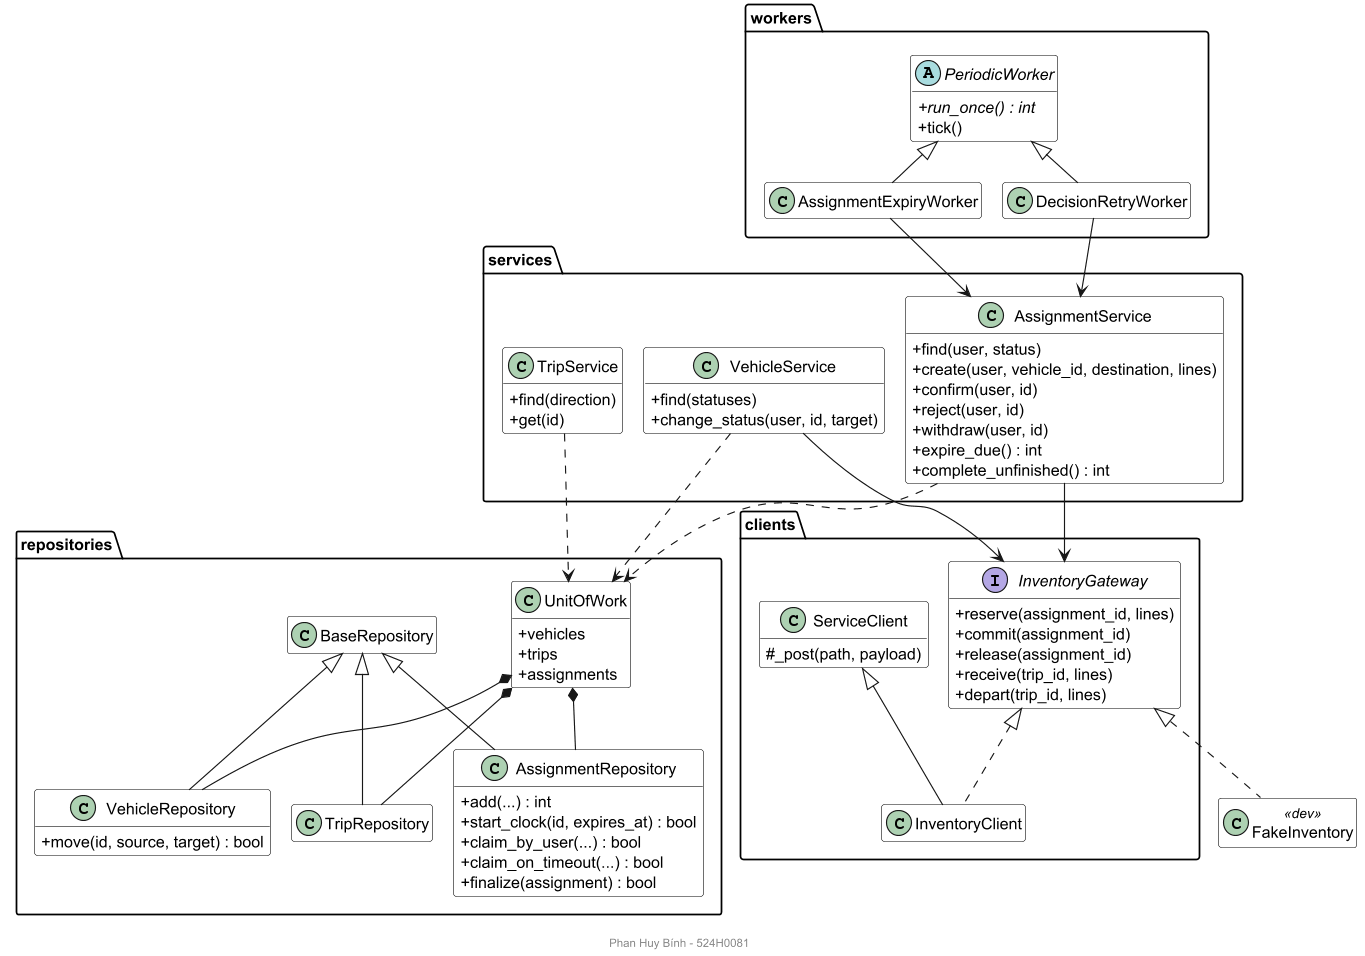 workers
A PeriodicWorker
+run_once() : int
+tick()
C AssignmentExpiryWorker
C DecisionRetryWorker
services
C AssignmentService
+find(user, status)
+create(user, vehicle_id, destination, lines)
+confirm(user, id)
+reject(user, id)
+withdraw(user, id)
+expire_due() : int
+complete_unfinished() : int
C TripService
+find(direction)
+get(id)
C VehicleService
+find(statuses)
+change_status(user, id, target)
repositories
C UnitOfWork
+vehicles
+trips
+assignments
C BaseRepository
C VehicleRepository
+move(id, source, target) : bool
C TripRepository
C AssignmentRepository
+add(...) : int
+start_clock(id, expires_at) : bool
+claim_by_user(...) : bool
+claim_on_timeout(...) : bool
+finalize(assignment) : bool
clients
I InventoryGateway
+reserve(assignment_id, lines)
+commit(assignment_id)
+release(assignment_id)
+receive(trip_id, lines)
+depart(trip_id, lines)
C ServiceClient
#_post(path, payload)
C InventoryClient
«dev»
C FakeInventory
Phan Huy Bính - 524H0081